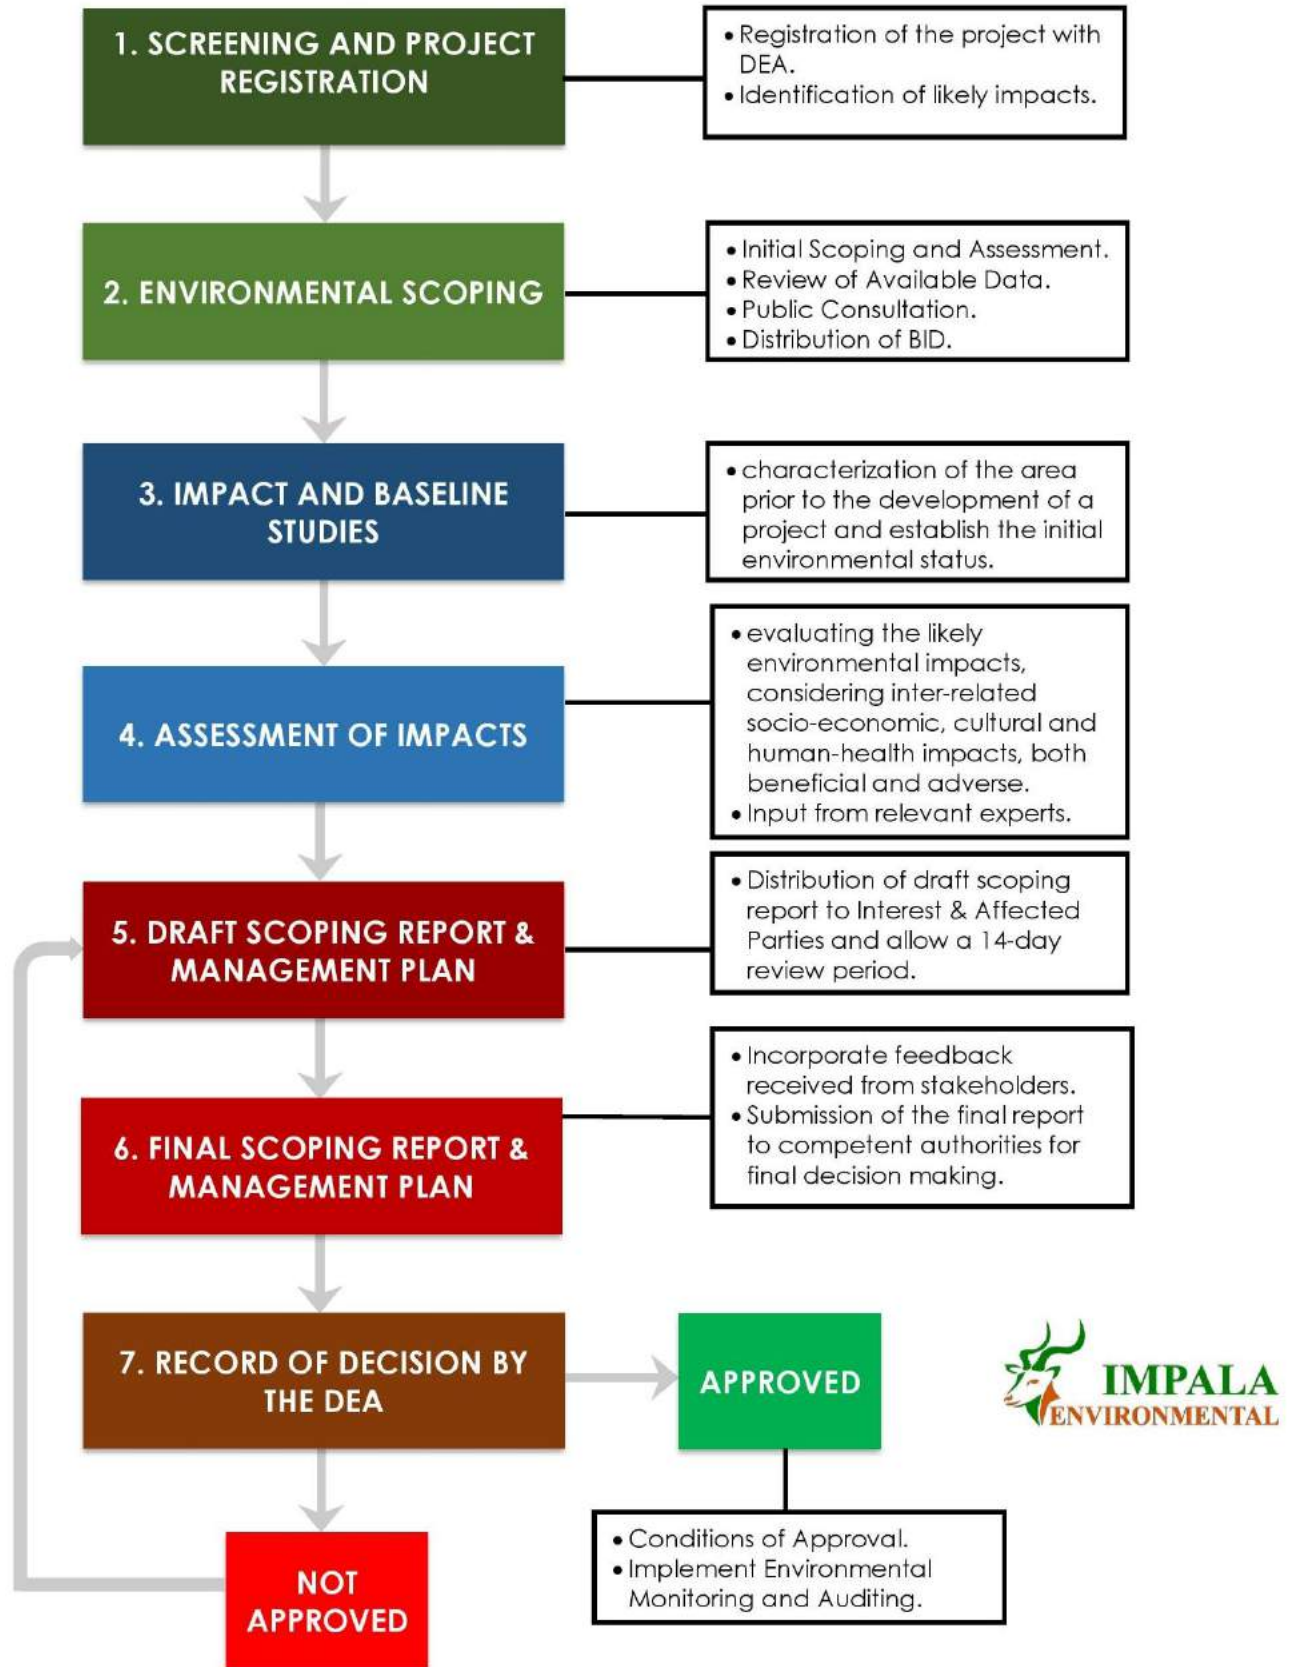 1. SCREENING AND PROJECT
REGISTRATION
• Registration of the project with
DEA.
• Identification of likely impacts.
2. ENVIRONMENTAL SCOPING
• Initial Scoping and Assessment.
• Review of Available Data.
• Public Consultation.
• Distribution of BID.
3. IMPACT AND BASELINE
STUDIES
• characterization of the area
prior to the development of a
project and establish the initial
environmental status.
4. ASSESSMENT OF IMPACTS
• evaluating the likely
environmental impacts,
considering inter-related
socio-economic, cultural and
human-health impacts, both
beneficial and adverse.
• Input from relevant experts.
5. DRAFT SCOPING REPORT &
MANAGEMENT PLAN
• Distribution of draft scoping
report to Interest & Affected
Parties and allow a 14-day
review period.
6. FINAL SCOPING REPORT &
MANAGEMENT PLAN
• Incorporate feedback
received from stakeholders.
• Submission of the final report
to competent authorities for
final decision making.
7. RECORD OF DECISION BY
THE DEA
APPROVED
IMPALA
ENVIRONMENTAL
• Conditions of Approval.
• Implement Environmental
Monitoring and Auditing.
NOT
APPROVED